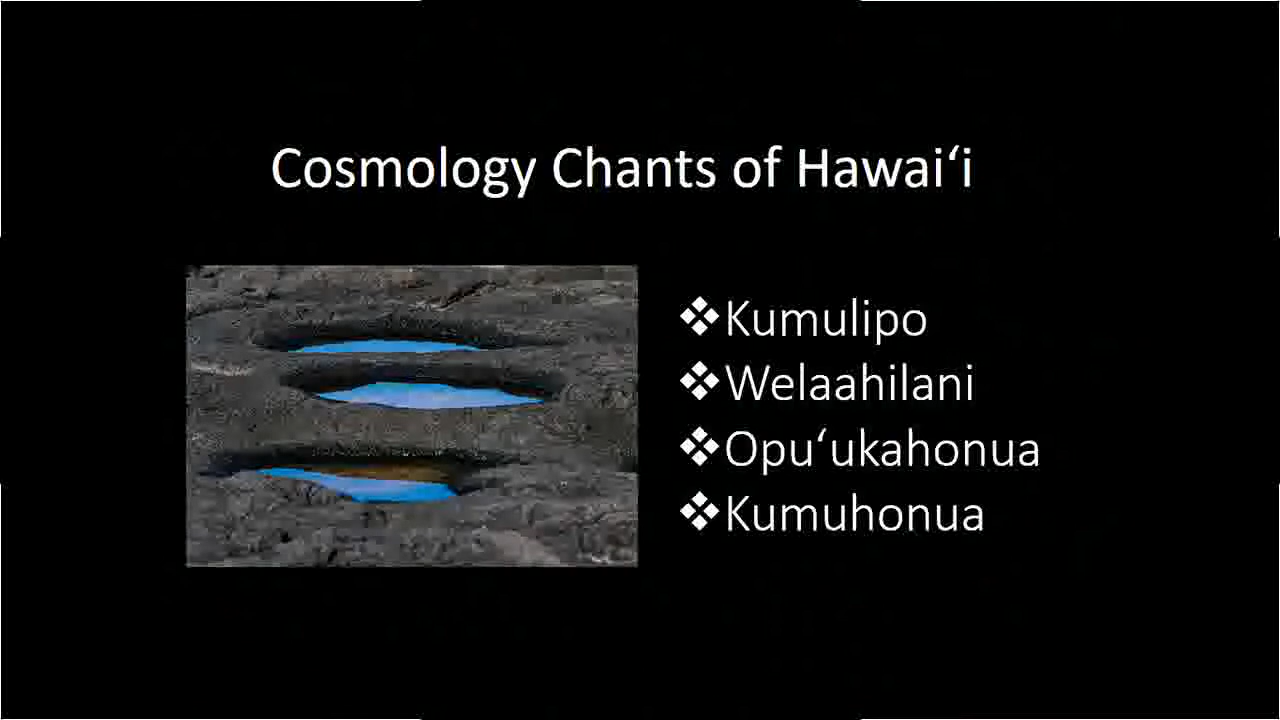 Cosmology Chants of Hawaiʻi
❖Kumulipo
❖Welaahilani
❖Opuʻukahonua
❖Kumuhonua